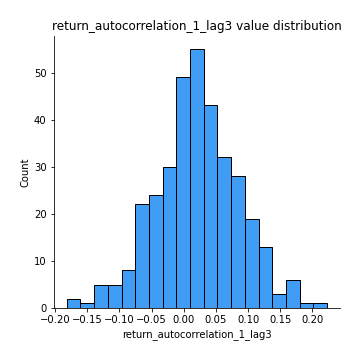 return_autocorrelation_1_lag3 value distribution
50
40
30
20
10
0
Count
−0.20 −0.15 −0.10 −0.05 0.00 0.05 0.10 0.15 0.20
return_autocorrelation_1_lag3